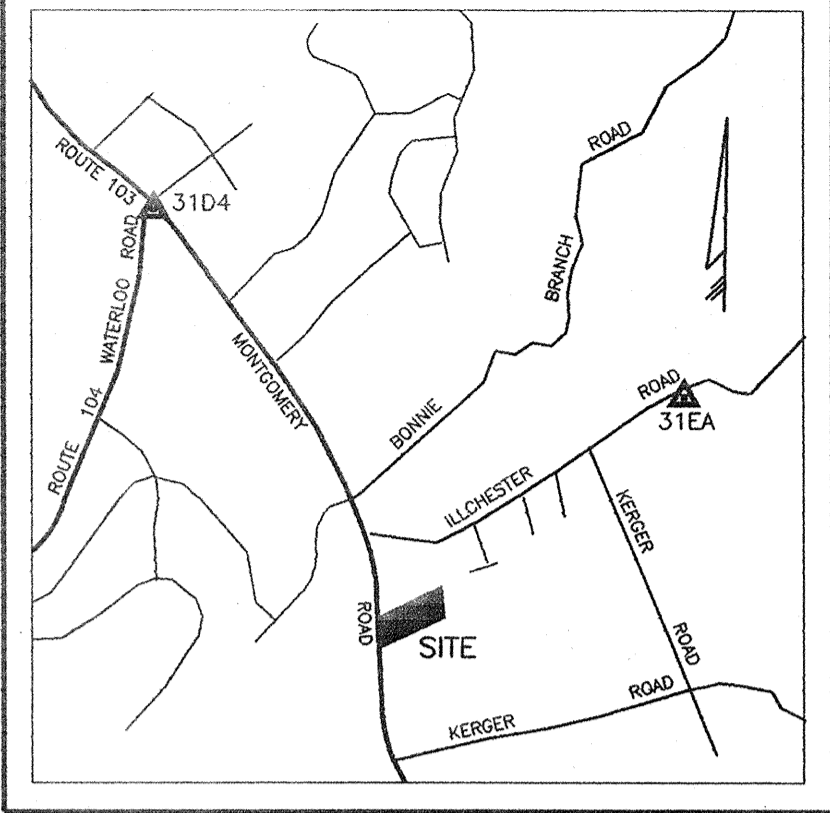 ROUTE 103
31D4
ROUTE 104 WATERLOO ROAD
MONTGOMERY ROAD
BONNIE BRANCH ROAD
ILLCHESTER ROAD
31EA
KERGER ROAD
SITE
KERGER ROAD